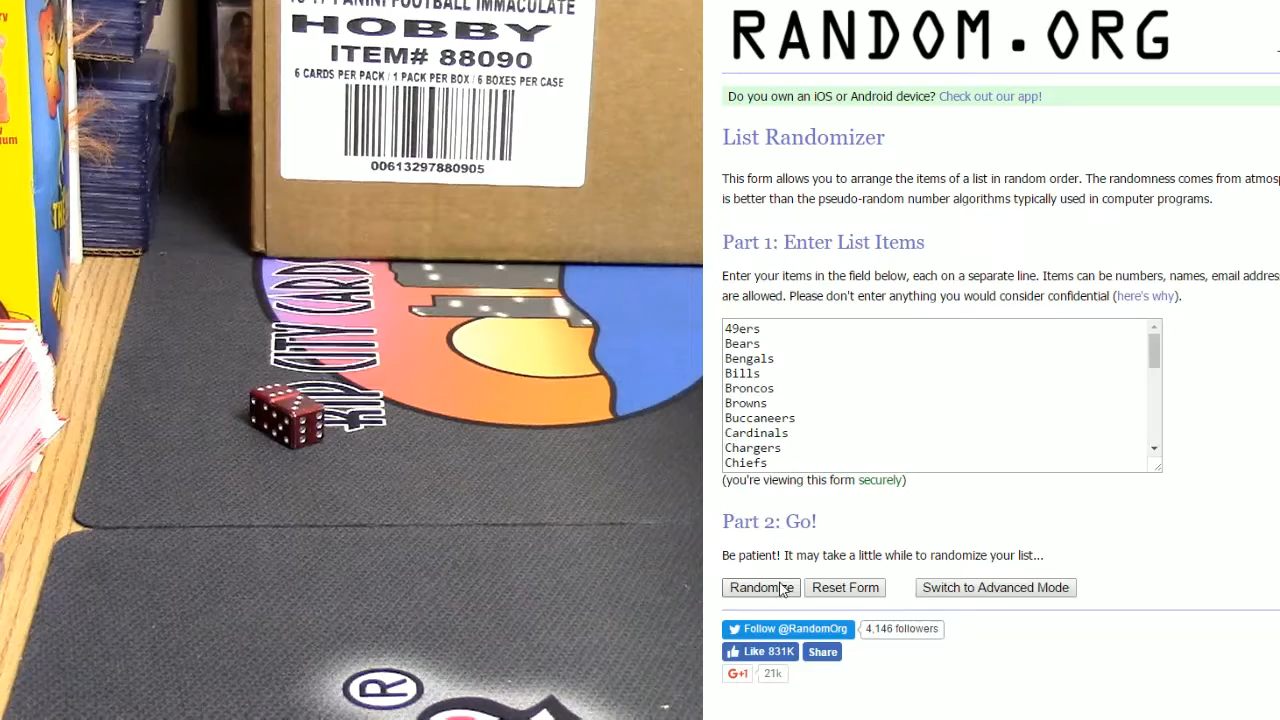 PANINI FOOTBALL IMMACULATE
HOBBY
ITEM# 88090
6 CARDS PER PACK / 1 PACK PER BOX / 6 BOXES PER CASE
00613297880905
RIP CITY CARDS
®
RANDOM.ORG
Do you own an iOS or Android device? Check out our app!
List Randomizer
This form allows you to arrange the items of a list in random order. The randomness comes from
is better than the pseudo-random number algorithms typically used in computer programs.
Part 1: Enter List Items
Enter your items in the field below, each on a separate line. Items can be numbers, names, email
are allowed. Please don't enter anything you would consider confidential (here's why).
49ers
Bears
Bengals
Bills
Broncos
Browns
Buccaneers
Cardinals
Chargers
Chiefs
(you're viewing this form securely)
Part 2: Go!
Be patient! It may take a little while to randomize your list...
Randomize Reset Form Switch to Advanced Mode
Follow @RandomOrg 4,146 followers
Like 831K Share
G+1 21k